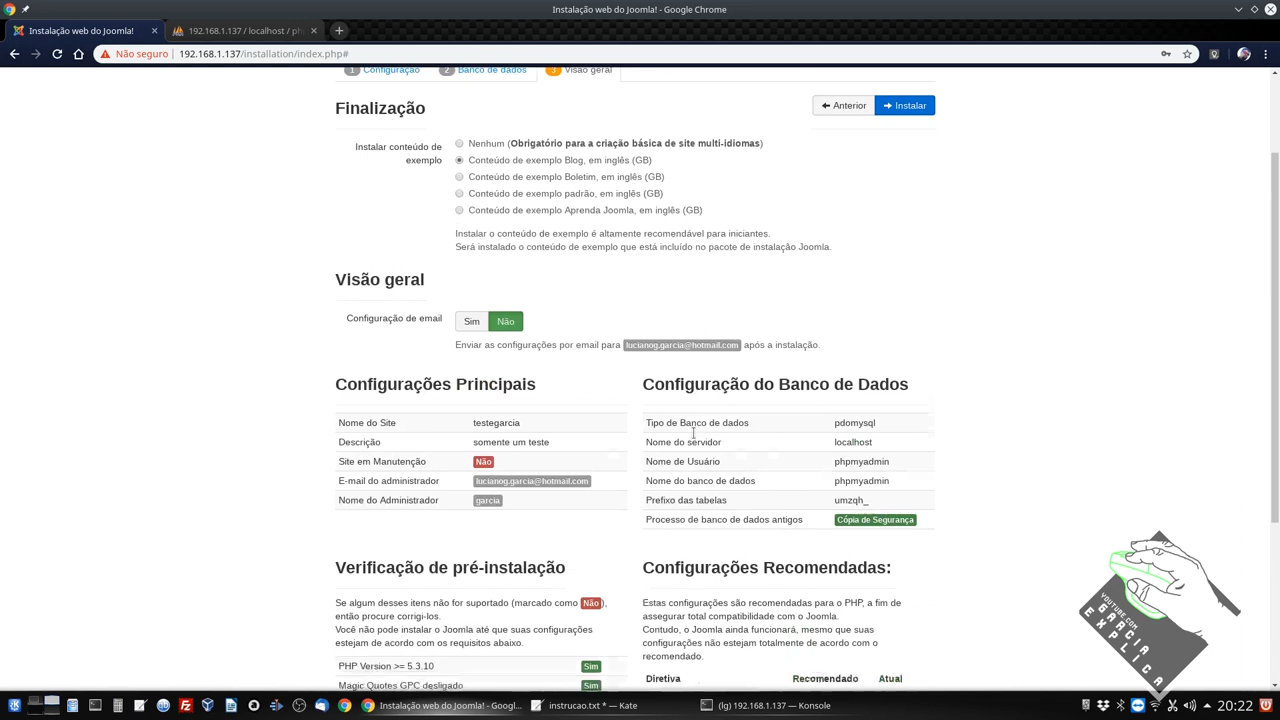 Instalação web do Joomla! - Google Chrome
Instalação web do Joomla!
192.168.1.137 / localhost / ph
Não seguro
192.168.1.137/installation/index.php#
1 Configuração
2 Banco de dados
3 Visão geral
Finalização
Anterior
Instalar
Instalar conteúdo de exemplo
Nenhum (Obrigatório para a criação básica de site multi-idiomas)
Conteúdo de exemplo Blog, em inglês (GB)
Conteúdo de exemplo Boletim, em inglês (GB)
Conteúdo de exemplo padrão, em inglês (GB)
Conteúdo de exemplo Aprenda Joomla, em inglês (GB)
Instalar o conteúdo de exemplo é altamente recomendável para iniciantes.
Será instalado o conteúdo de exemplo que está incluído no pacote de instalação Joomla.
Visão geral
Configuração de email
Sim
Não
Enviar as configurações por email para lucianog.garcia@hotmail.com após a instalação.
Configurações Principais
Nome do Site testegarcia
Descrição somente um teste
Site em Manutenção Não
E-mail do administrador lucianog.garcia@hotmail.com
Nome do Administrador garcia
Configuração do Banco de Dados
Tipo de Banco de dados pdomysql
Nome do servidor localhost
Nome de Usuário phpmyadmin
Nome do banco de dados phpmyadmin
Prefixo das tabelas umzqh_
Processo de banco de dados antigos Cópia de Segurança
Verificação de pré-instalação
Se algum desses itens não for suportado (marcado como Não),
então procure corrigi-los.
Você não pode instalar o Joomla até que suas configurações
estejam de acordo com os requisitos abaixo.
PHP Version >= 5.3.10 Sim
Magic Quotes GPC desligado Sim
Configurações Recomendadas:
Estas configurações são recomendadas para o PHP, a fim de
assegurar total compatibilidade com o Joomla.
Contudo, o Joomla ainda funcionará, mesmo que suas
configurações não estejam totalmente de acordo com o
recomendado.
Diretiva Recomendado Atual
YOUTUBE.COM
EGARCIA
EXPLICA
Instalação web do Joomla! - Googl...
instrucao.txt * — Kate
(lg) 192.168.1.137 — Konsole
20:22